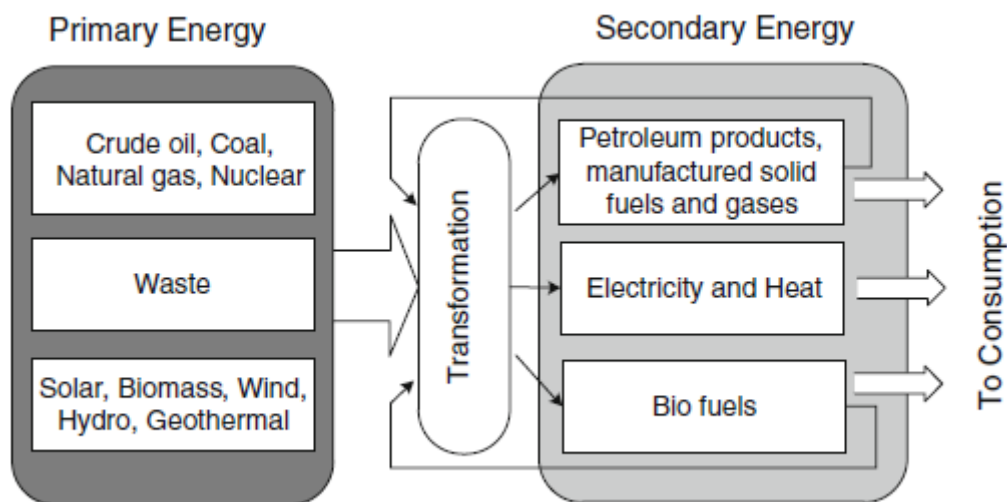 Primary Energy
Crude oil, Coal,
Natural gas, Nuclear
Waste
Solar, Biomass, Wind,
Hydro, Geothermal
Transformation
Secondary Energy
Petroleum products,
manufactured solid
fuels and gases
Electricity and Heat
Bio fuels
To Consumption